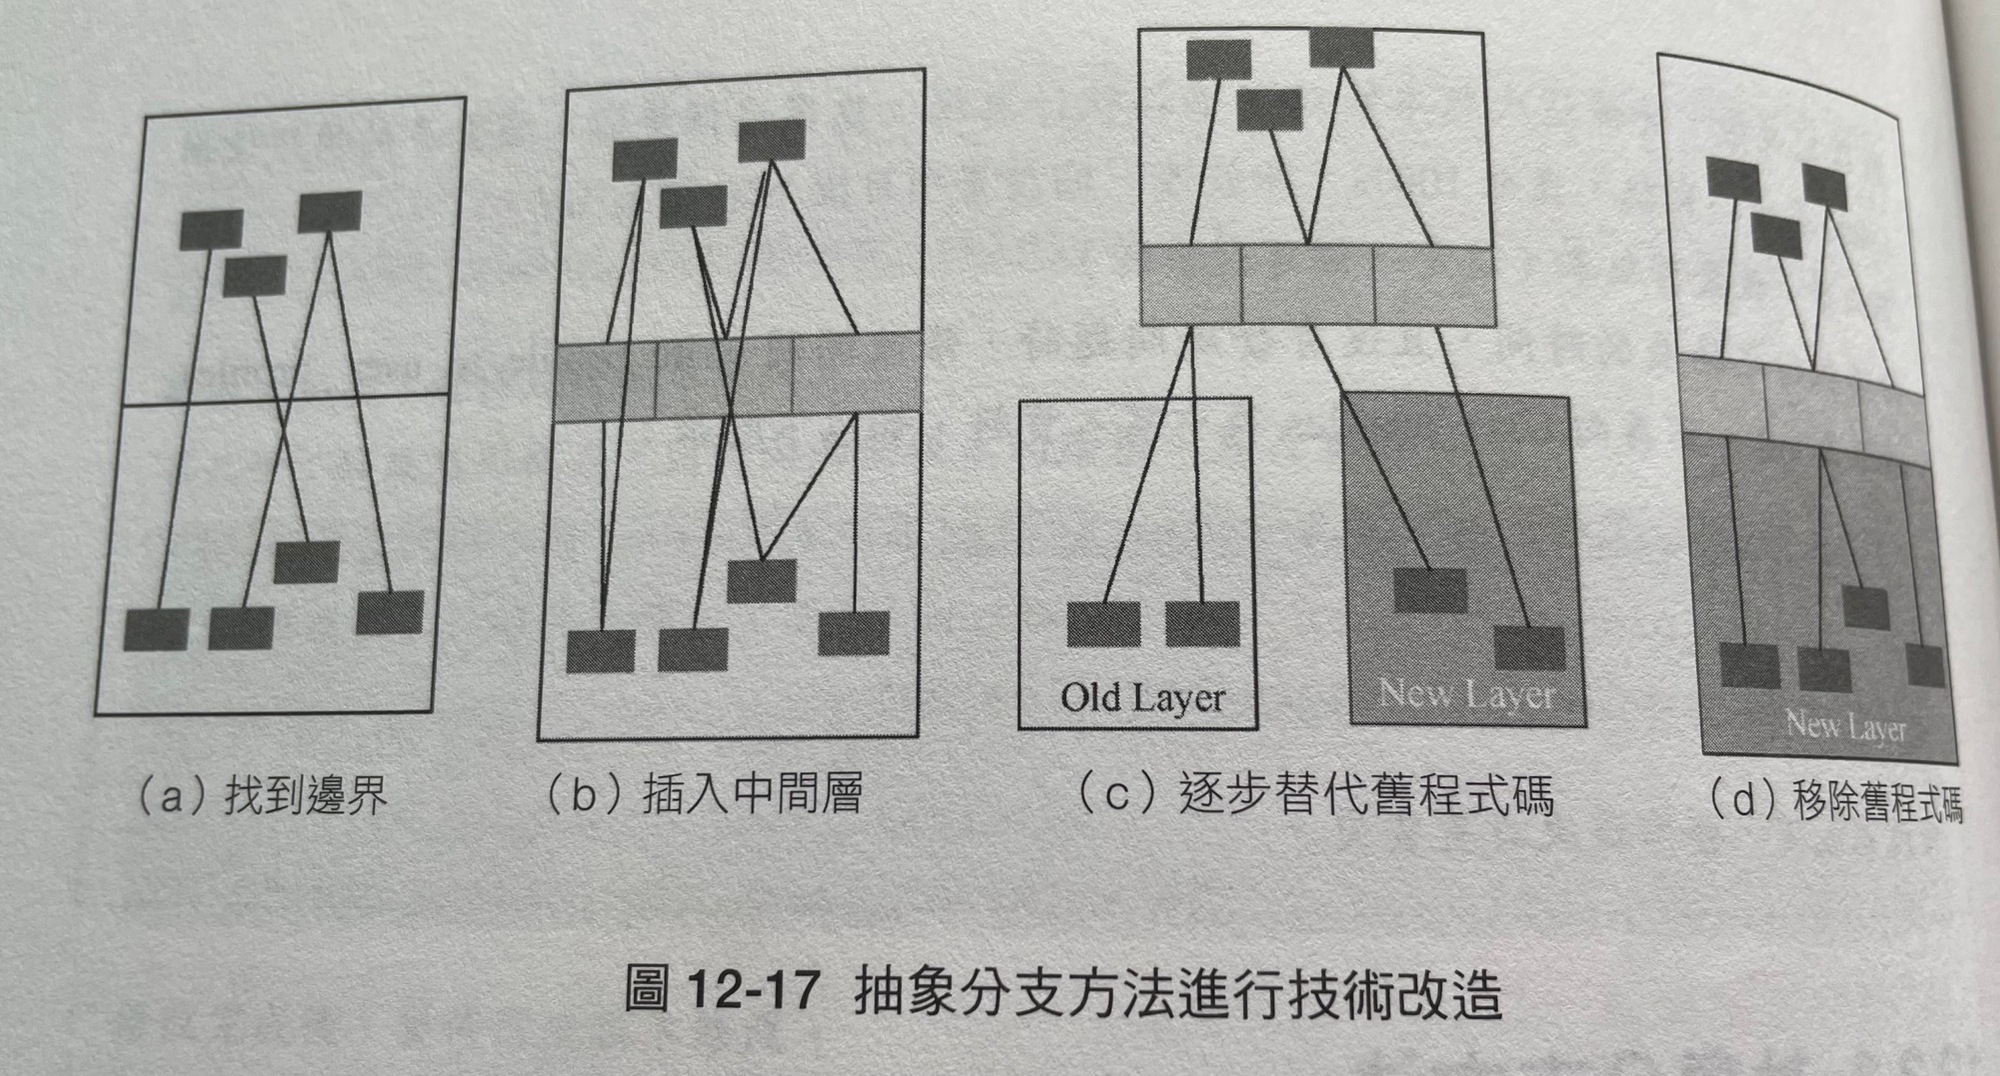 Old Layer
New Layer
New Layer
（a）找到邊界
（b）插入中間層
（c）逐步替代舊程式碼
（d）移除舊程式碼
圖 12-17 抽象分支方法進行技術改造